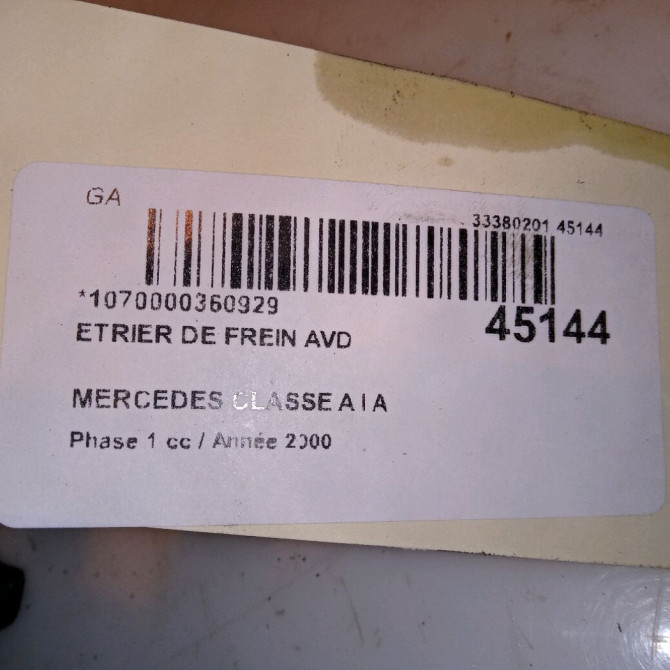 GA
33380201 45144
*1070000360929
45144
ETRIER DE FREIN AVD
MERCEDES CLASSE A I A
Phase 1 cc / Année 2000